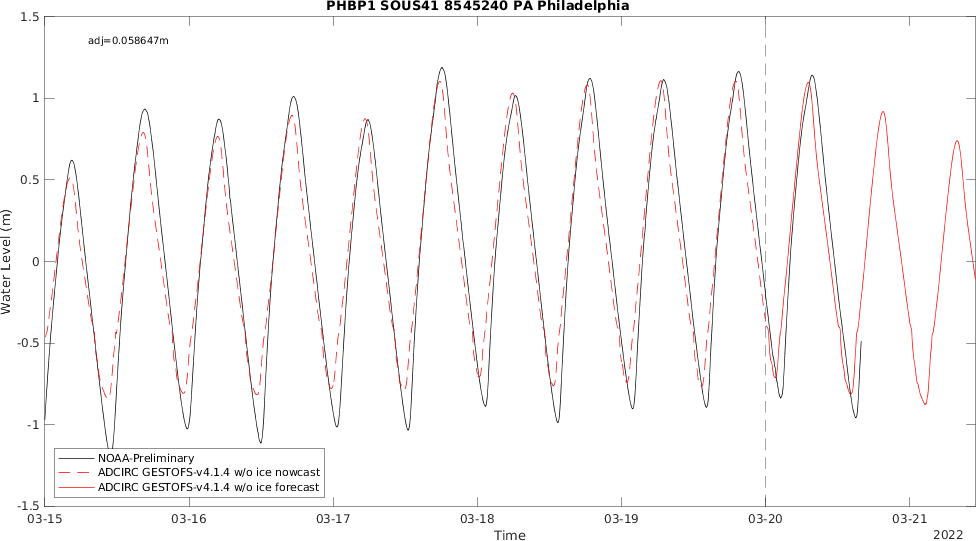 PHBP1 SOUS41 8545240 PA Philadelphia
adj=0.058647m
1.5
1
0.5
0
-0.5
-1
-1.5
Water Level (m)
NOAA-Preliminary
ADCIRC GESTOFS-v4.1.4 w/o ice nowcast
ADCIRC GESTOFS-v4.1.4 w/o ice forecast
03-15 03-16 03-17 03-18 03-19 03-20 03-21
Time
2022